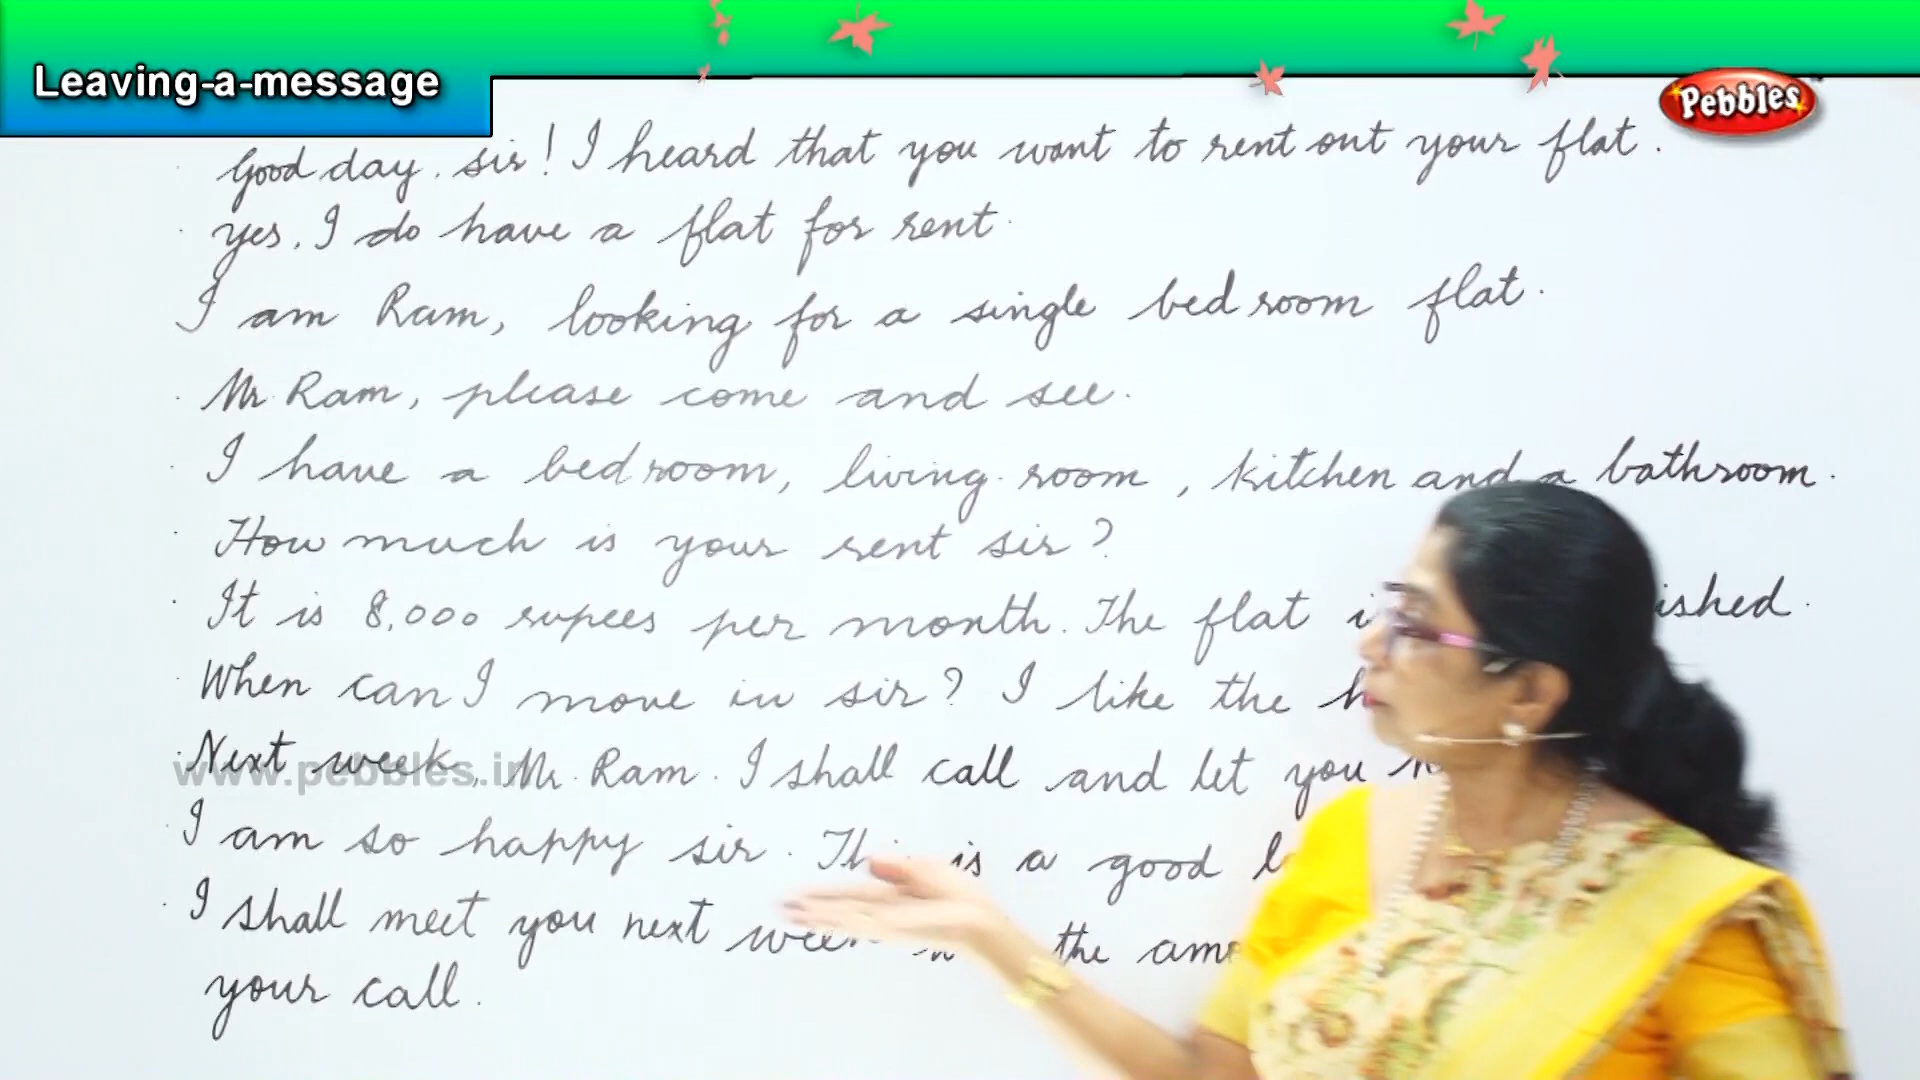 Leaving-a-message
Pebbles
Good day. sir! I heard that you want to rent out your flat.
yes. I do have a flat for rent.
I am Ram, looking for a single bed room flat.
Mr. Ram, please come and see.
I have a bedroom, living room, kitchen and a bathroom.
How much is your rent sir?
It is 8,000 rupees per month. The flat
When can I move in sir? I like the
Next week, Mr. Ram. I shall call and let you
www.pebbles.in
I am so happy sir. This is a good
I shall meet you next week the
your call.